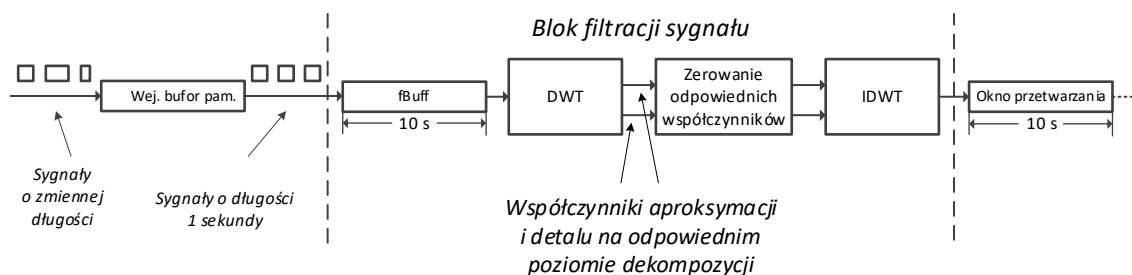 Blok filtracji sygnału
Wej. bufor pam.
fBuff
10 s
DWT
Zerowanie
odpowiednich
współczynników
IDWT
Okno przetwarzania
10 s
Sygnały
o zmiennej
długości
Sygnały o długości
1 sekundy
Współczynniki aproksymacji
i detalu na odpowiednim
poziomie dekompozycji